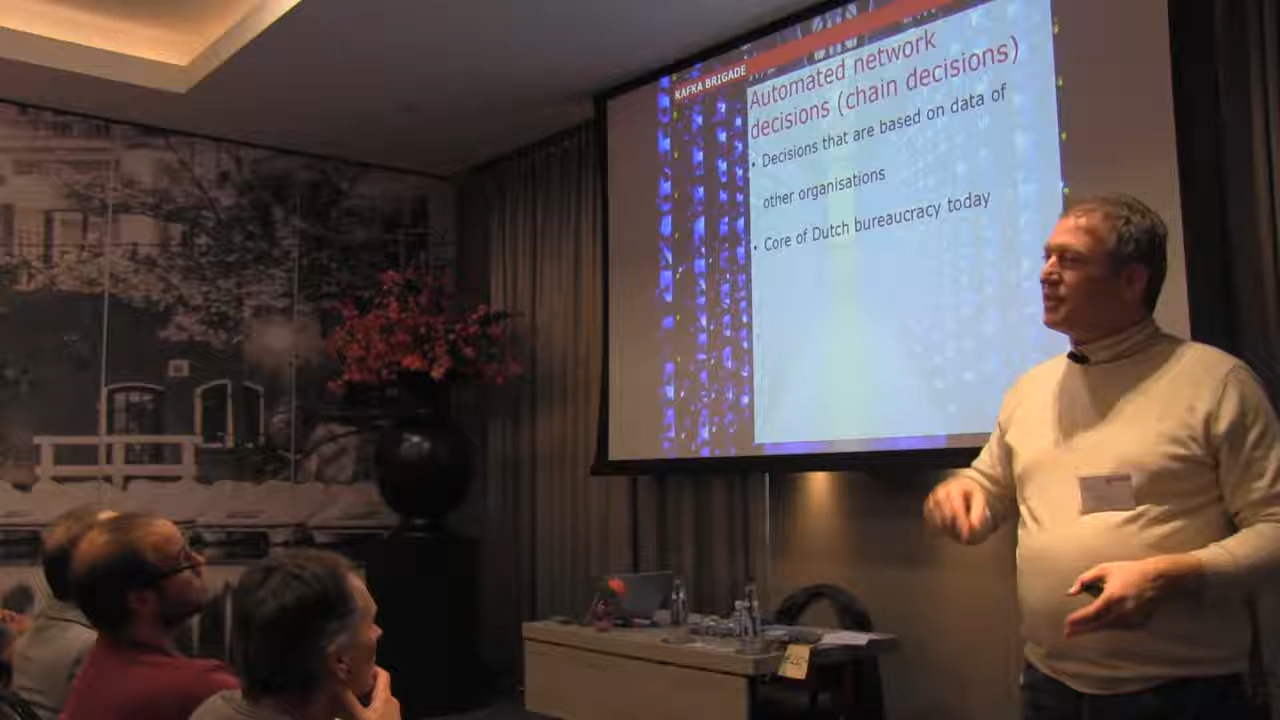 KAFKA BRIGADE
Automated network
decisions (chain decisions)
• Decisions that are based on data of
other organisations
• Core of Dutch bureaucracy today